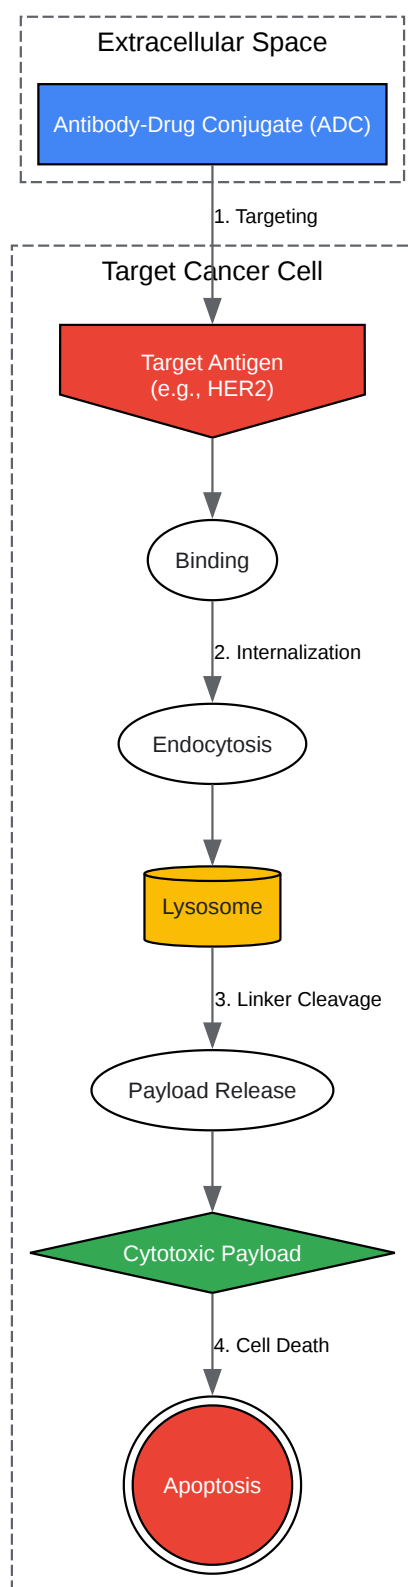 Extracellular Space
Antibody-Drug Conjugate (ADC)
1. Targeting
Target Cancer Cell
Target Antigen
(e.g., HER2)
Binding
2. Internalization
Endocytosis
Lysosome
3. Linker Cleavage
Payload Release
Cytotoxic Payload
4. Cell Death
Apoptosis